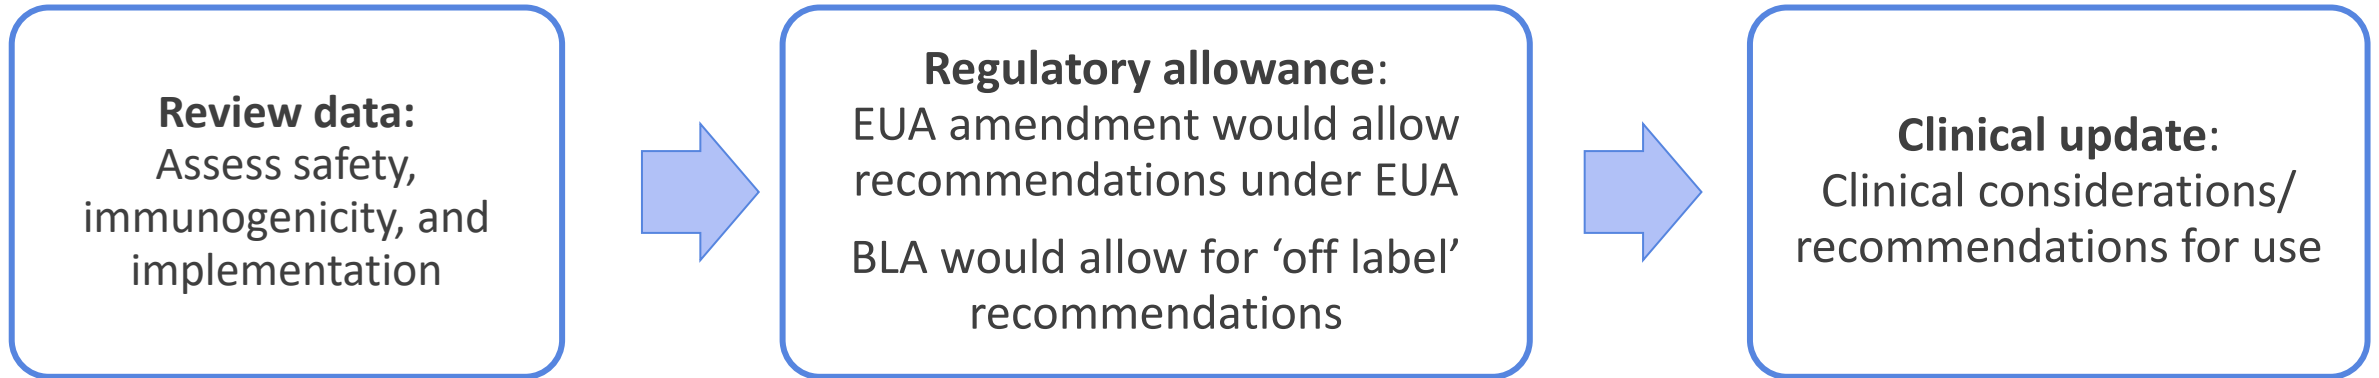 Review data:
Assess safety,
immunogenicity, and
implementation
Regulatory allowance:
EUA amendment would allow
recommendations under EUA
BLA would allow for ‘off label’
recommendations
Clinical update:
Clinical considerations/
recommendations for use